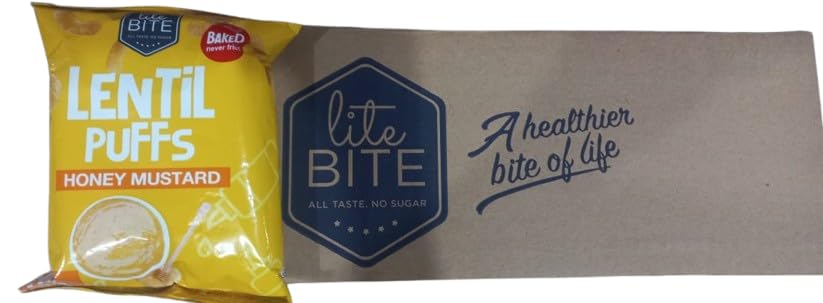 lite
BITE
ALL TASTE. NO SUGAR
BAKED
never fried
LENTIL
PUFFS
HONEY MUSTARD
lite
BITE
ALL TASTE. NO SUGAR
A healthier
bite of life